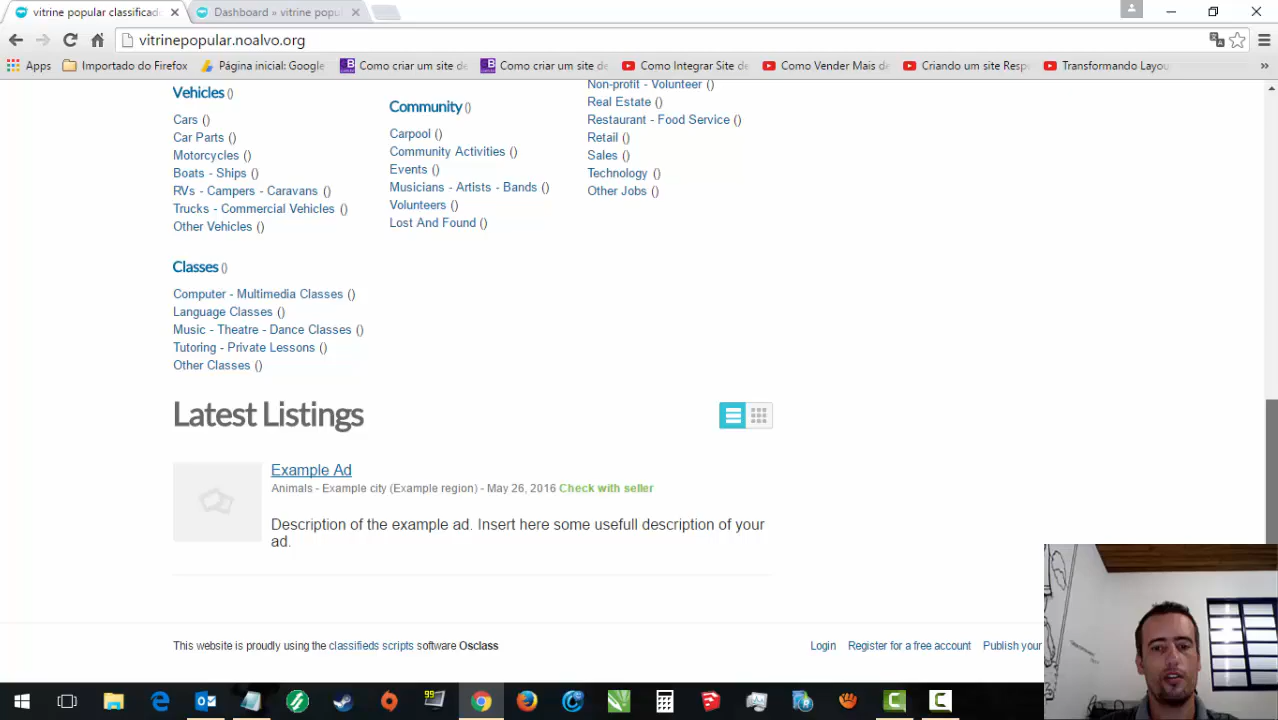 vitrine popular classificado
Dashboard » vitrine popu
vitrinepopular.noalvo.org
Apps
Importado do Firefox
Página inicial: Google
Como criar um site de
Como criar um site de
Como Integrar Site de
Como Vender Mais de
Criando um site Resp
Transformando Layou
»
Vehicles ()
Cars ()
Car Parts ()
Motorcycles ()
Boats - Ships ()
RVs - Campers - Caravans ()
Trucks - Commercial Vehicles ()
Other Vehicles ()
Classes ()
Computer - Multimedia Classes ()
Language Classes ()
Music - Theatre - Dance Classes ()
Tutoring - Private Lessons ()
Other Classes ()
Community ()
Carpool ()
Community Activities ()
Events ()
Musicians - Artists - Bands ()
Volunteers ()
Lost And Found ()
Non-profit - Volunteer ()
Real Estate ()
Restaurant - Food Service ()
Retail ()
Sales ()
Technology ()
Other Jobs ()
Latest Listings
Example Ad
Animals - Example city (Example region) - May 26, 2016 Check with seller
Description of the example ad. Insert here some usefull description of your
ad.
This website is proudly using the classifieds scripts software Osclass
Login
Register for a free account
Publish your
99